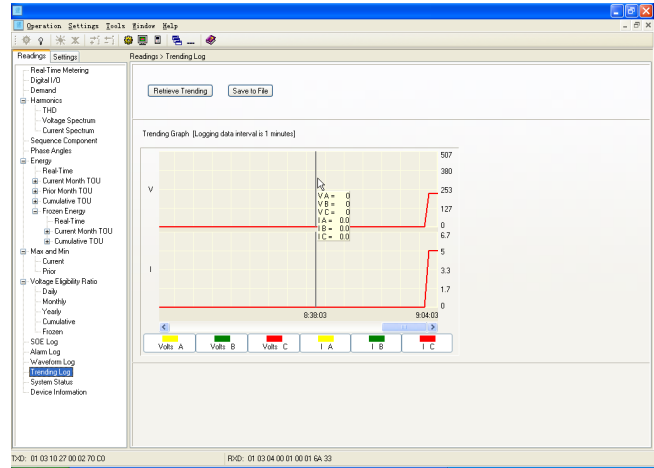 Operation Settings Tools Window Help
Readings Settings
Readings > Trending Log
Real-Time Metering
Digital I/O
Demand
Harmonics
THD
Voltage Spectrum
Current Spectrum
Sequence Component
Phase Angles
Energy
Real-Time
Current Month TOU
Prior Month TOU
Cumulative TOU
Frozen Energy
Real-Time
Current Month TOU
Cumulative TOU
Max and Min
Current
Prior
Voltage Eligibility Ratio
Daily
Monthly
Yearly
Cumulative
Frozen
SOE Log
Alarm Log
Waveform Log
Trending Log
System Status
Device Information
Retrieve Trending Save to File
Trending Graph [Logging data interval is 1 minutes]
507
380
V
253
127
0
V A = 0
V B = 0
V C = 0
I A = 0.0
I B = 0.0
I C = 0.0
6.7
5
I
3.3
1.7
0
8:38:03 9:04:03
Volts A Volts B Volts C I A I B I C
TXD: 01 03 10 27 00 02 70 C0 RXD: 01 03 04 00 01 00 01 6A 33